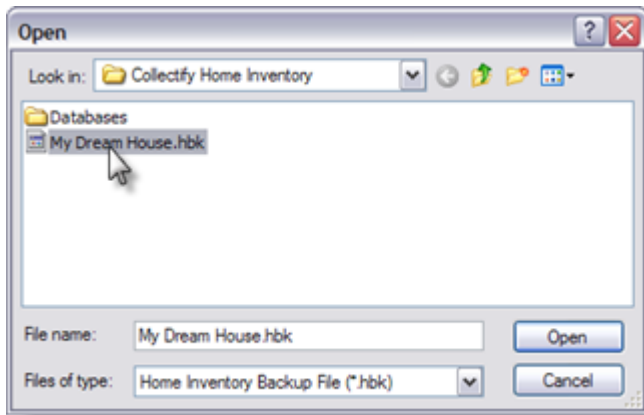 Open
?
Look in: Collectify Home Inventory
Databases
My Dream House.hbk
File name: My Dream House.hbk Open
Files of type: Home Inventory Backup File (*.hbk) Cancel